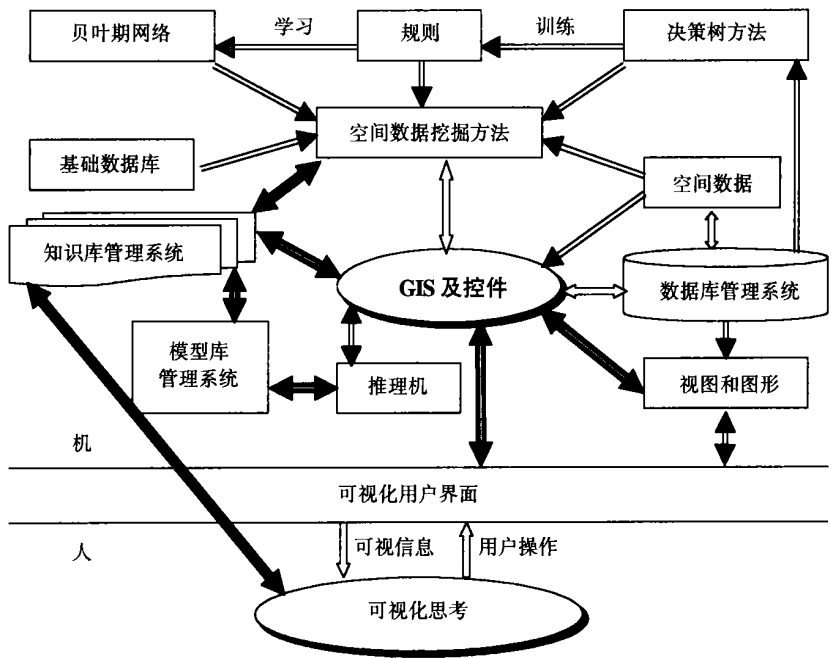 贝叶期网络
学习
规则
训练
决策树方法
空间数据挖掘方法
基础数据库
空间数据
知识库管理系统
GIS 及控件
数据库管理系统
模型库
管理系统
推理机
视图和图形
机
可视化用户界面
人
可视信息
用户操作
可视化思考